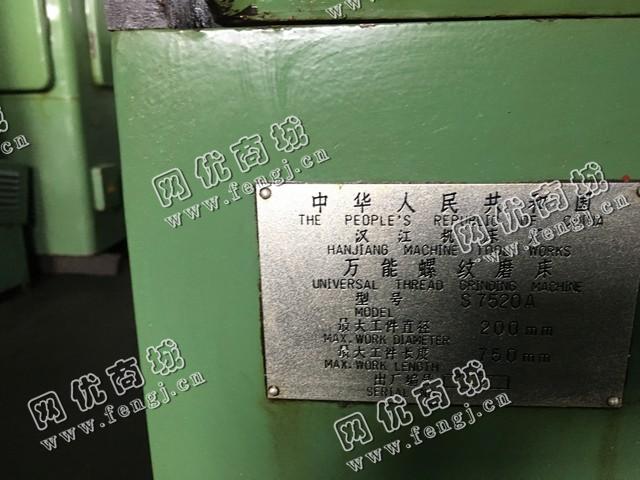 网优商城
www.fengj.cn
网优商城
www.fengj.cn
中华人民共和国
THE PEOPLE'S REPUBLIC OF CHINA
汉江机床
HANJIANG MACHINE TOOL WORKS
万能螺纹磨床
UNIVERSAL THREAD GRINDING MACHINE
型号 S7520A
MODEL
最大工件直径 200mm
MAX. WORK DIAMETER
最大工件长度 750mm
MAX. WORK LENGTH
出厂编号
SERIAL
网优商城
www.fengj.cn
网优商城
www.fengj.cn